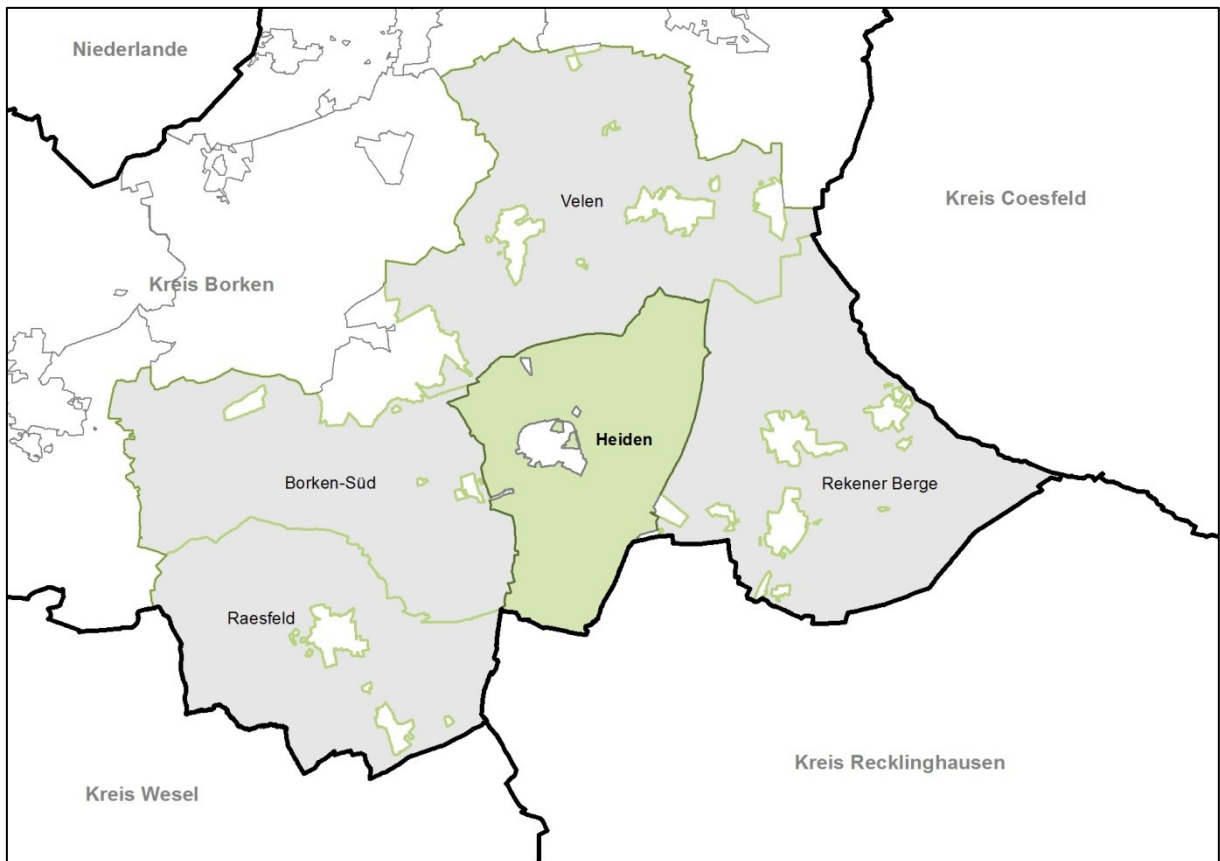 Niederlande
Kreis Coesfeld
Velen
Kreis Borken
Heiden
Borken-Süd
Rekener Berge
Raesfeld
Kreis Recklinghausen
Kreis Wesel